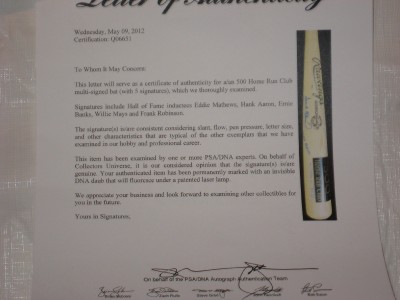 Letter of Authenticity
Wednesday, May 09, 2012
Certification: Q06651
To Whom It May Concern:
This letter will serve as a certificate of authenticity for a/an 500 Home Run Club
multi-signed bat (with 5 signatures), which we thoroughly examined.
Signatures include Hall of Fame inductees Eddie Mathews, Hank Aaron, Ernie
Banks, Willie Mays and Frank Robinson.
The signature(s) is/are consistent considering slant, flow, pen pressure, letter size,
and other characteristics that are typical of the other exemplars that we have
examined in our hobby and professional career.
This item has been examined by one or more PSA/DNA experts. On behalf of
Collectors Universe, it is our considered opinion that the signature(s) is/are
genuine. Your authenticated item has been permanently marked with an invisible
DNA daub that will fluoresce under a patented laser lamp.
We appreciate your business and look forward to examining other collectibles for
you in the future.
Yours in Signatures,
On behalf of the PSA/DNA Autograph Authentication Team